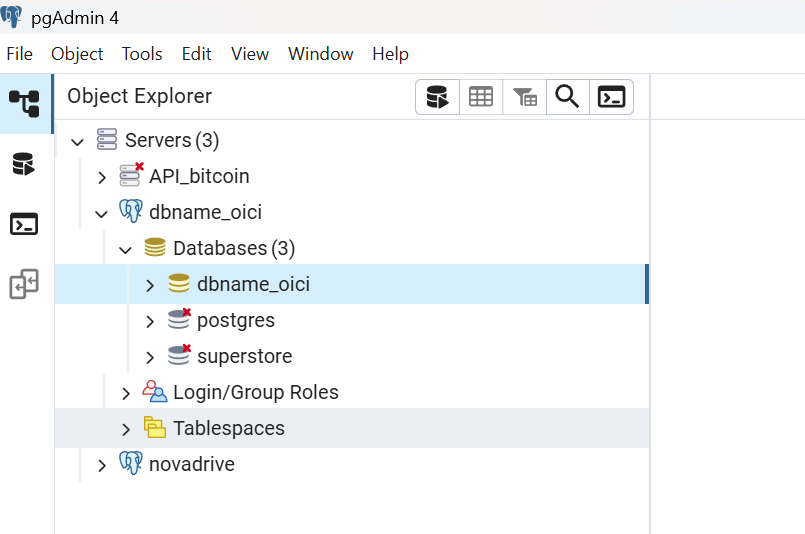 pgAdmin 4
File Object Tools Edit View Window Help
Object Explorer
Servers (3)
API_bitcoin
dbname_oici
Databases (3)
dbname_oici
postgres
superstore
Login/Group Roles
Tablespaces
novadrive